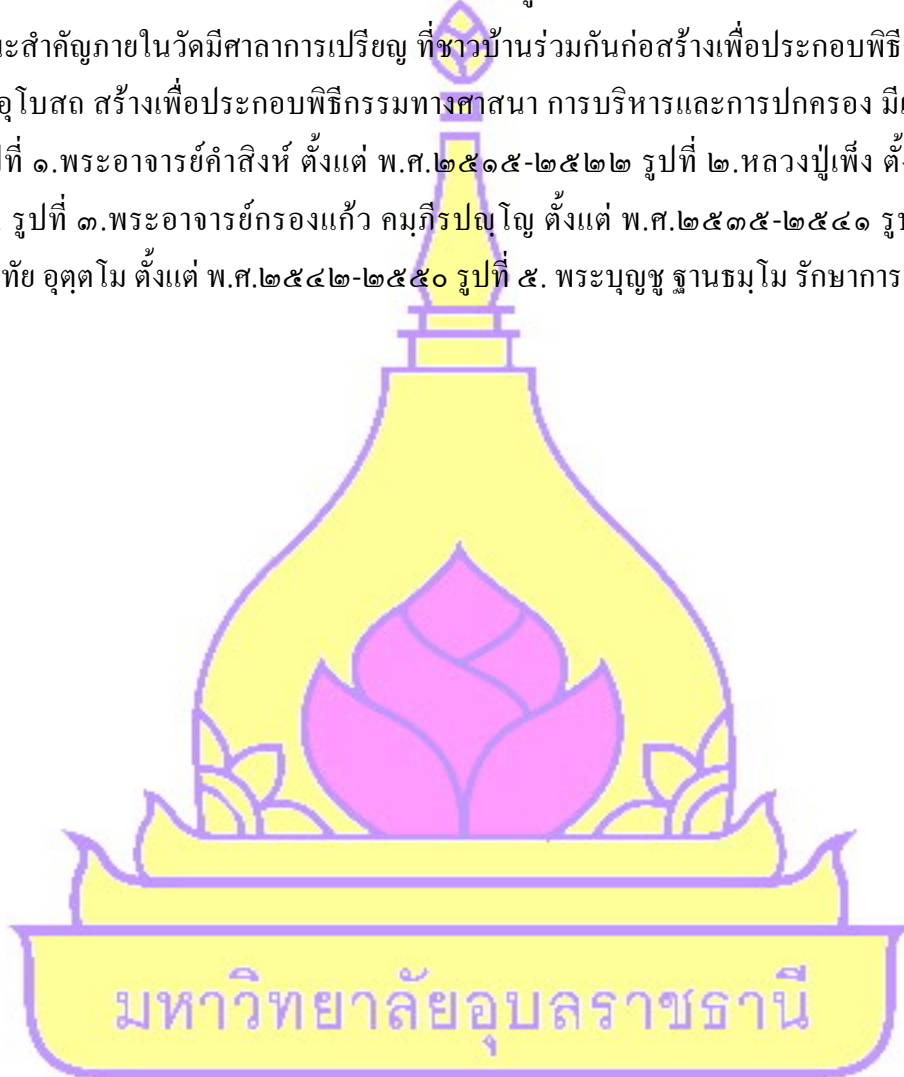 ะสำคัญภายในวัดมีศาลาการเปรียญ ที่ชาวบ้านร่วมกันก่อสร้างเพื่อประกอบพิธี
อุโบสถ สร้างเพื่อประกอบพิธีกรรมทางศาสนา การบริหารและการปกครอง มี
ที่ ๑.พระอาจารย์คำสิงห์ ตั้งแต่ พ.ศ.๒๕๑๕-๒๕๒๒ รูปที่ ๒.หลวงปู่เพ็ง ตั้
รูปที่ ๓.พระอาจารย์กรองแก้ว คมฺภีรปญฺโญ ตั้งแต่ พ.ศ.๒๕๓๕-๒๕๔๑ รูป
ทัย อุตฺตโม ตั้งแต่ พ.ศ.๒๕๔๒-๒๕๕๐ รูปที่ ๕. พระบุญชู ฐานธมฺโม รักษาการ
มหาวิทยาลัยอุบลราชธานี